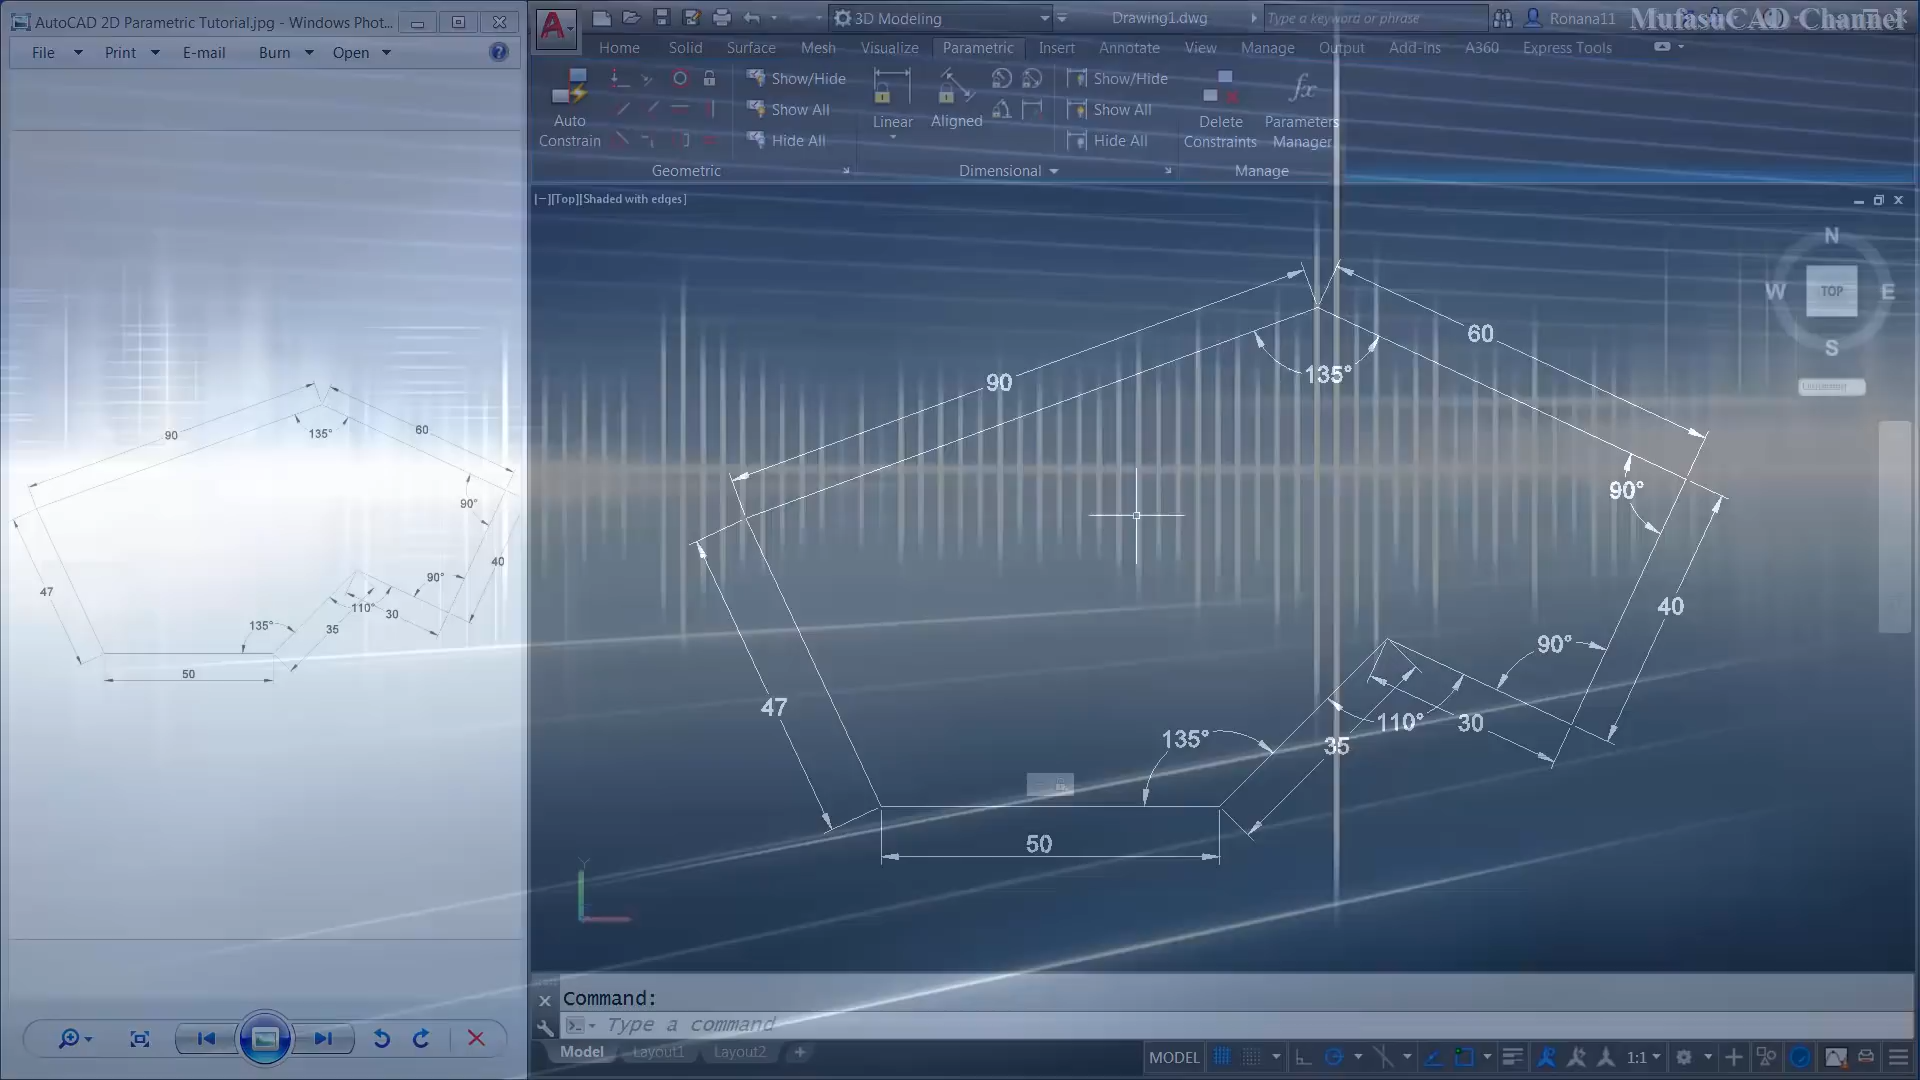 AutoCAD 2D Parametric Tutorial.jpg - Windows Phot...
File Print E-mail Burn Open
90
60
135°
90°
47
40
90°
110°
30
35
135°
50
3D Modeling
Drawing1.dwg
Type a keyword or phrase
Ronana11
MufasuCAD Channel
Home Solid Surface Mesh Visualize Parametric Insert Annotate View Manage Output Add-ins A360 Express Tools
Auto Constrain
Show/Hide
Show All
Hide All
Geometric
Linear
Aligned
Show/Hide
Show All
Hide All
Dimensional
Delete Constraints
fx
Parameters Manager
Manage
[−][Top][Shaded with edges]
N
W TOP E
S
90
60
135°
90°
40
90°
47
110°
30
135°
35
50
Y
Command:
Type a command
Model Layout1 Layout2 +
MODEL
1:1